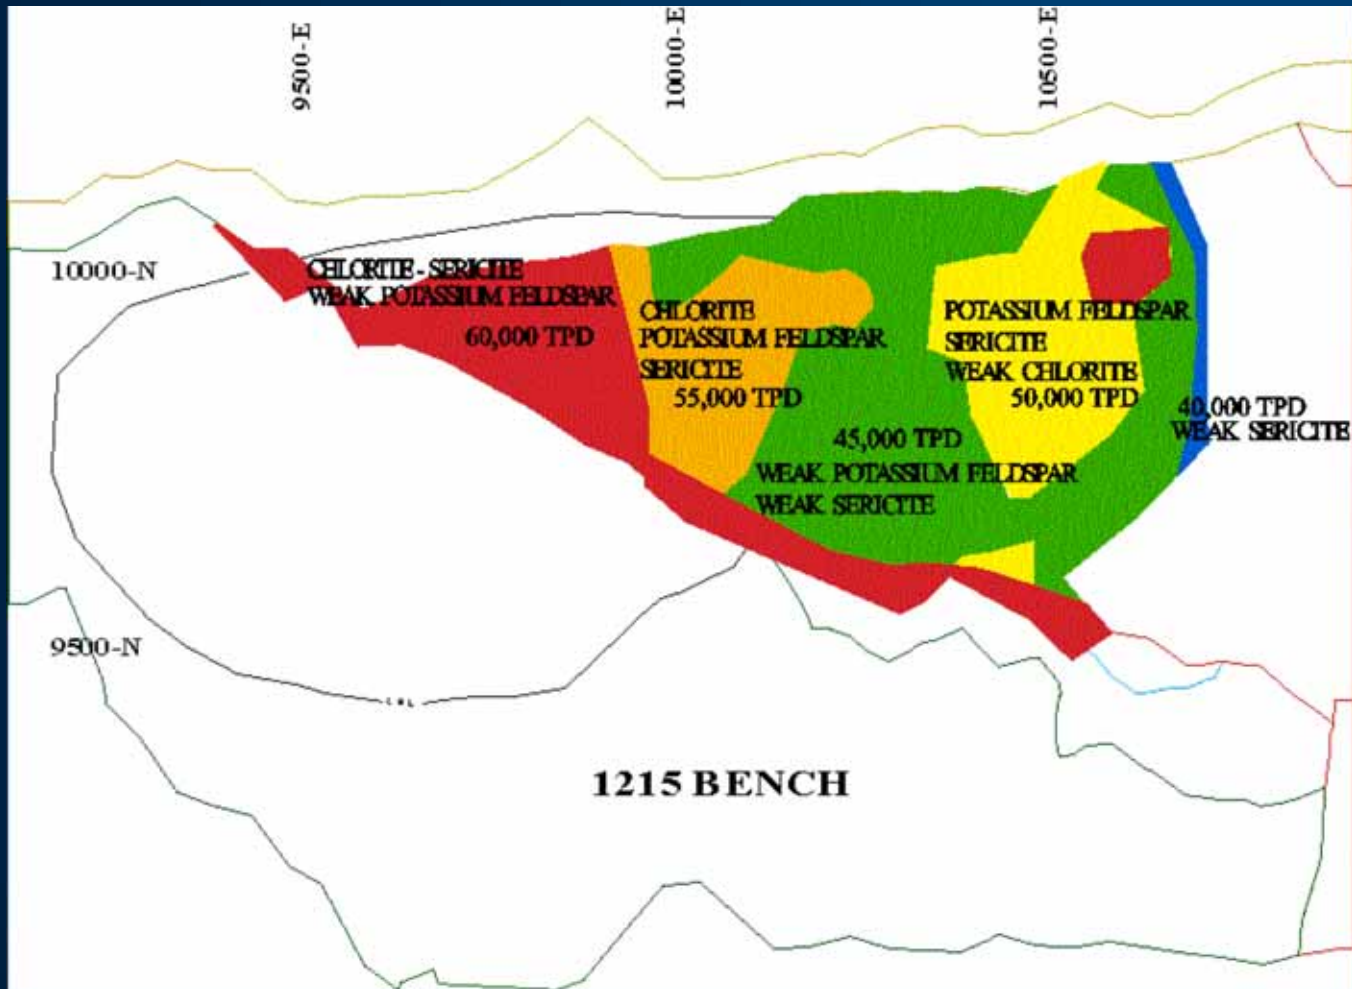 9500-E
10000-E
10500-E
10000-N
CHLORITE - SERICITE
WEAK POTASSIUM FELDSPAR
60,000 TPD
CHLORITE
POTASSIUM FELDSPAR
SERICITE
55,000 TPD
POTASSIUM FELDSPAR
SERICITE
WEAK CHLORITE
50,000 TPD
40,000 TPD
WEAK SERICITE
45,000 TPD
WEAK POTASSIUM FELDSPAR
WEAK SERICITE
9500-N
1215 BENCH